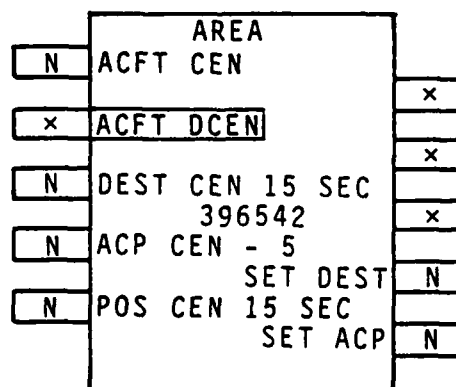 AREA
N ACFT CEN
×
× ACFT DCEN
×
N DEST CEN 15 SEC
396542 ×
N ACP CEN - 5
SET DEST N
N POS CEN 15 SEC
SET ACP N